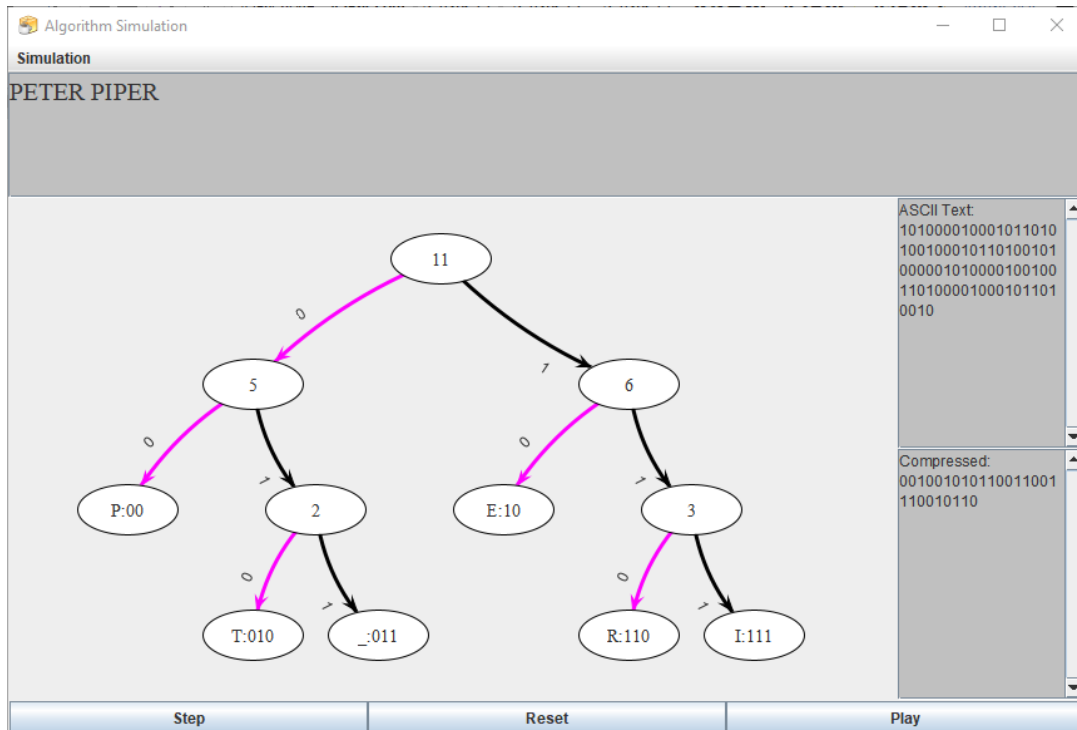 Algorithm Simulation
Simulation
PETER PIPER
11
0
1
5
6
0
1
0
1
P:00
2
E:10
3
0
1
0
1
T:010
_:011
R:110
I:111
ASCII Text:
101000010001011010
100100010110100101
000001010000100100
110100001000101101
0010
Compressed:
001001010110011001
110010110
Step
Reset
Play